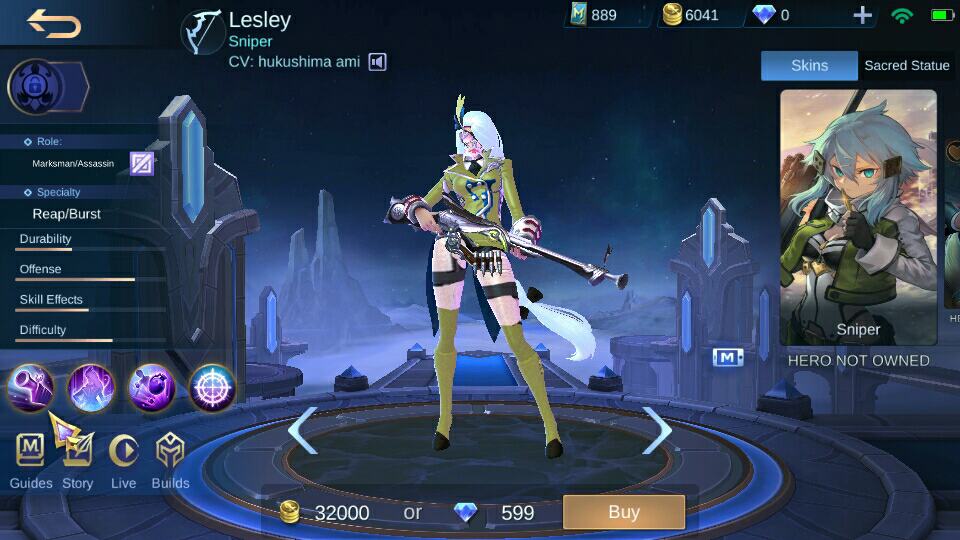 Lesley
Sniper
CV: hukushima ami
889
6041
0
Skins
Sacred Statue
Role:
Marksman/Assassin
Specialty
Reap/Burst
Durability
Offense
Skill Effects
Difficulty
Sniper
HERO NOT OWNED
M
M
Guides
Story
Live
Builds
32000 or 599
Buy